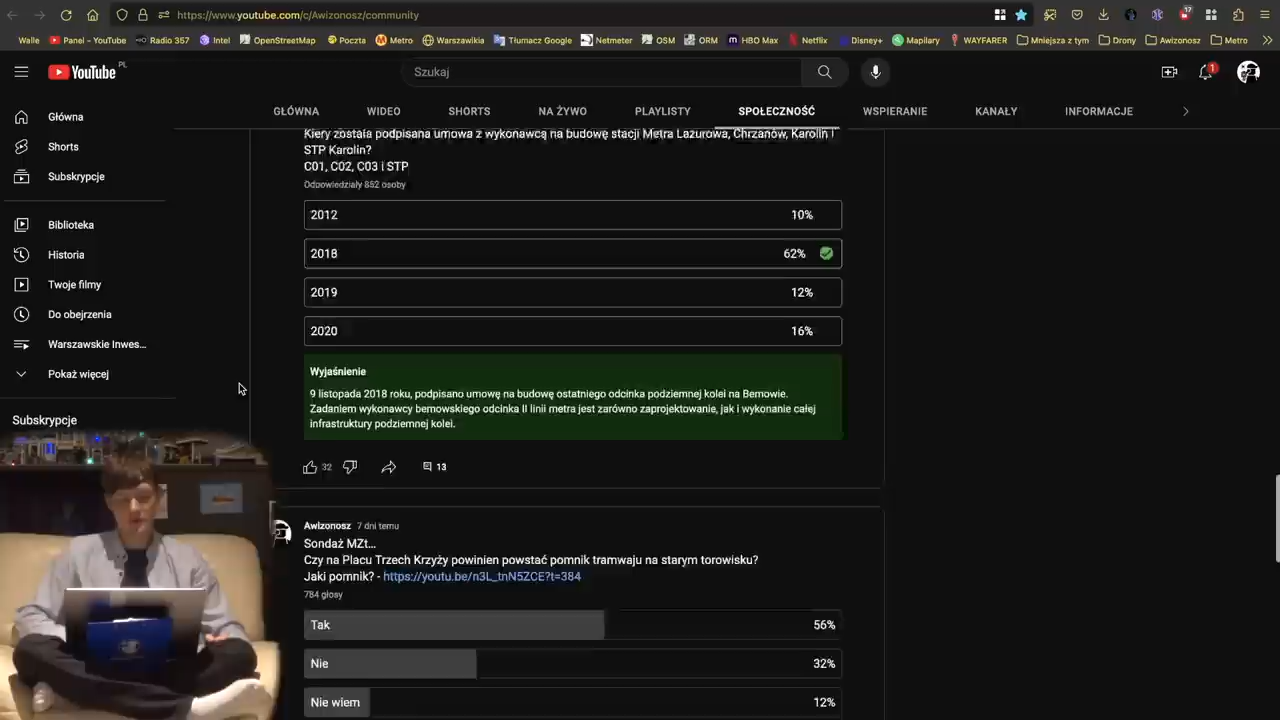 https://www.youtube.com/c/Awizonosz/community
17
Walle
Panel – YouTube
Radio 357
Intel
OpenStreetMap
Poczta
Metro
Warszawikia
Tłumacz Google
Netmeter
OSM
ORM
HBO Max
Netflix
Disney+
Mapilary
WAYFARER
Mniejsza z tym
Drony
Awizonosz
Metro
YouTube PL
Szukaj
1
GŁÓWNA
WIDEO
SHORTS
NA ŻYWO
PLAYLISTY
SPOŁECZNOŚĆ
WSPIERANIE
KANAŁY
INFORMACJE
Główna
Shorts
Subskrypcje
Biblioteka
Historia
Twoje filmy
Do obejrzenia
Warszawskie Inwes...
Pokaż więcej
Subskrypcje
Kiery została podpisana umowa z wykonawcą na budowę stacji Metra Lazurowa, Chrzanów, Karolin i
STP Karolin?
C01, C02, C03 i STP
Odpowiedziały 882 osoby
2012 10%
2018 62%
2019 12%
2020 16%
Wyjaśnienie
9 listopada 2018 roku, podpisano umowę na budowę ostatniego odcinka podziemnej kolei na Bemowie.
Zadaniem wykonawcy bemowskiego odcinka II linii metra jest zarówno zaprojektowanie, jak i wykonanie całej
infrastruktury podziemnej kolei.
32
13
Awizonosz 7 dni temu
Sondaż MZt...
Czy na Placu Trzech Krzyży powinien powstać pomnik tramwaju na starym torowisku?
Jaki pomnik? - https://youtu.be/n3L_tnN5ZCE?t=384
784 głosy
Tak 56%
Nie 32%
Nie wiem 12%